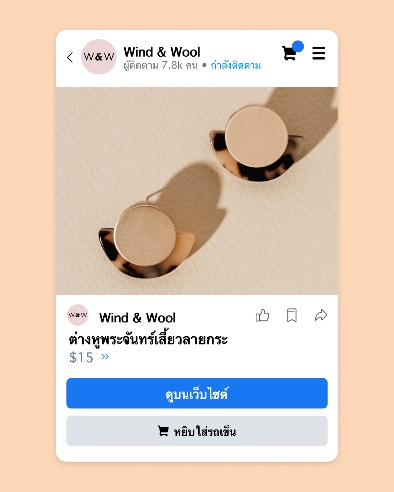 W&W
Wind & Wool
ผู้ติดตาม 7.8k คน • กำลังติดตาม
W&W
Wind & Wool
ต่างหูพระจันทร์เสี้ยวลายกระ
$15 »
ดูบนเว็บไซต์
หยิบใส่รถเข็น